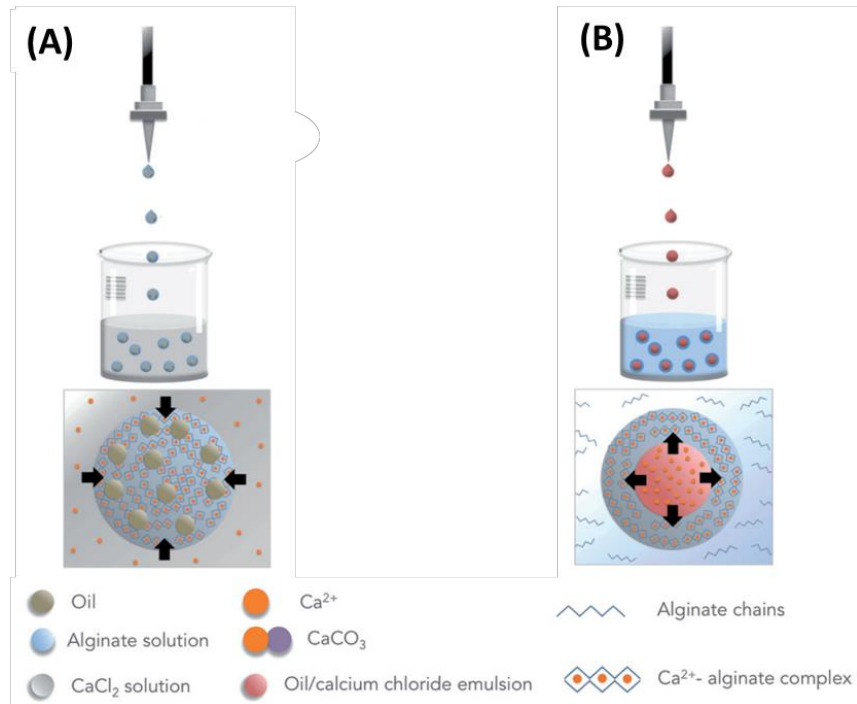 (A)
(B)
Oil
Ca²⁺
Alginate chains
Alginate solution
CaCO₃
CaCl₂ solution
Oil/calcium chloride emulsion
Ca²⁺- alginate complex